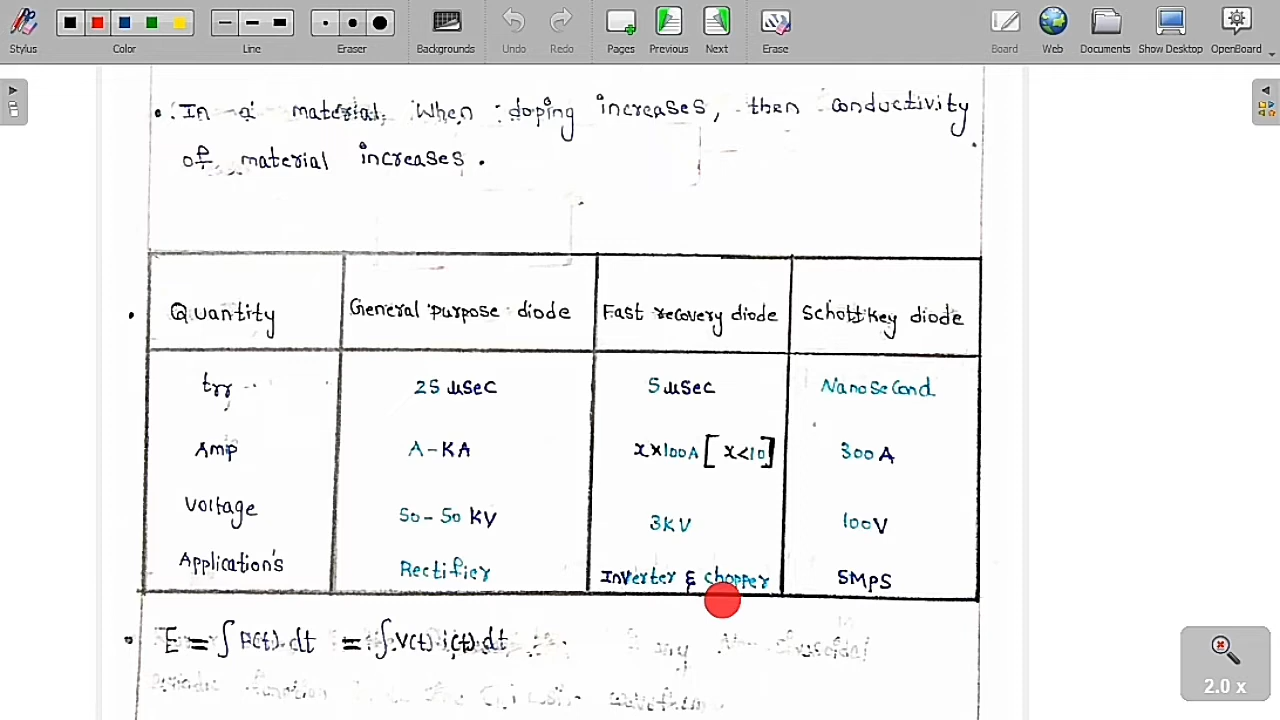 Stylus Color Line Eraser Backgrounds Undo Redo Pages Previous Next Erase Board Web Documents Show Desktop OpenBoard
• In a material, When doping increases, then conductivity
of material increases.
• Quantity General purpose diode Fast recovery diode Schottkey diode
trr 25 μsec 5 μsec Nanosecond
Amp A-KA x×100A [x<10] 300A
Voltage 50-50 KV 3KV 100V
Application's Rectifier Inverter & chopper SMPS
• E = ∫P(t).dt = ∫V(t).i(t).dt
2.0 x